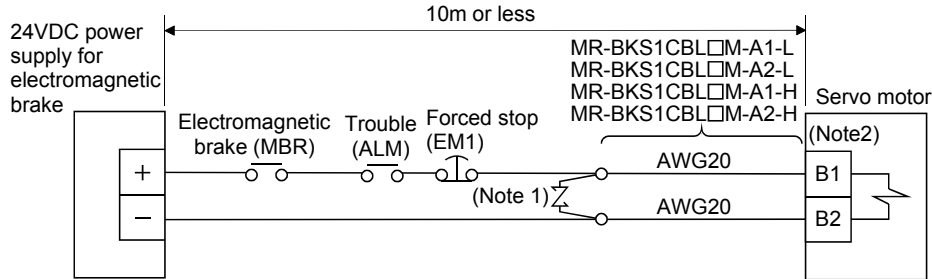 10m or less
24VDC power
supply for
electromagnetic
brake
MR-BKS1CBL□M-A1-L
MR-BKS1CBL□M-A2-L
MR-BKS1CBL□M-A1-H
MR-BKS1CBL□M-A2-H
Servo motor
Electromagnetic
brake (MBR)
Trouble
(ALM)
Forced stop
(EM1)
(Note2)
+
AWG20
B1
(Note 1)
−
AWG20
B2